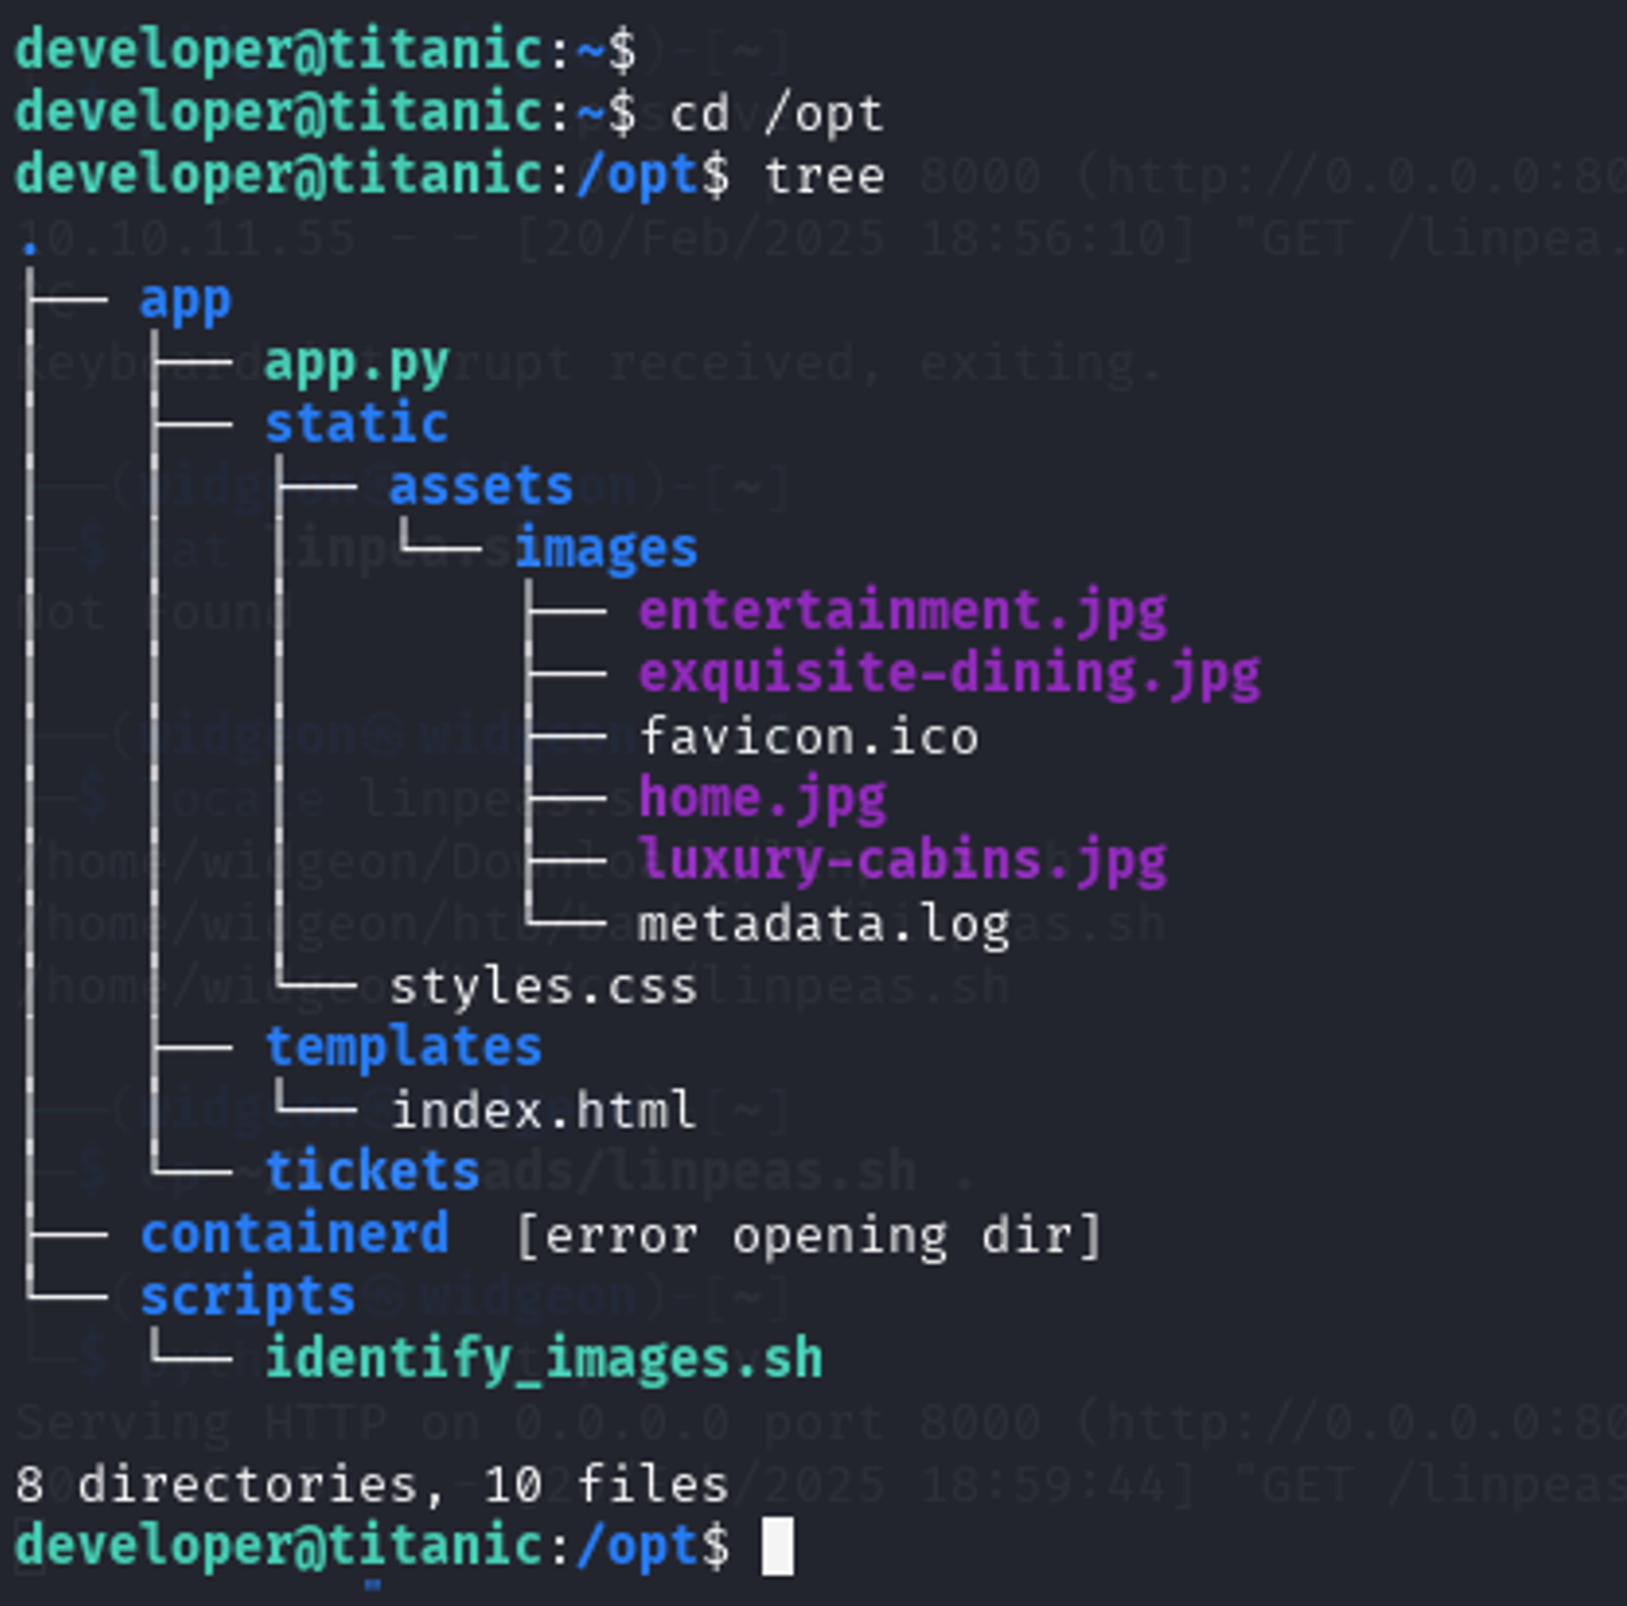 developer@titanic:~$
developer@titanic:~$ cd /opt
developer@titanic:/opt$ tree
.
├── app
│   ├── app.py
│   ├── static
│   │   ├── assets
│   │   │   └── images
│   │   │       ├── entertainment.jpg
│   │   │       ├── exquisite-dining.jpg
│   │   │       ├── favicon.ico
│   │   │       ├── home.jpg
│   │   │       ├── luxury-cabins.jpg
│   │   │       └── metadata.log
│   │   └── styles.css
│   ├── templates
│   │   └── index.html
│   └── tickets
├── containerd  [error opening dir]
└── scripts
    └── identify_images.sh

8 directories, 10 files
developer@titanic:/opt$